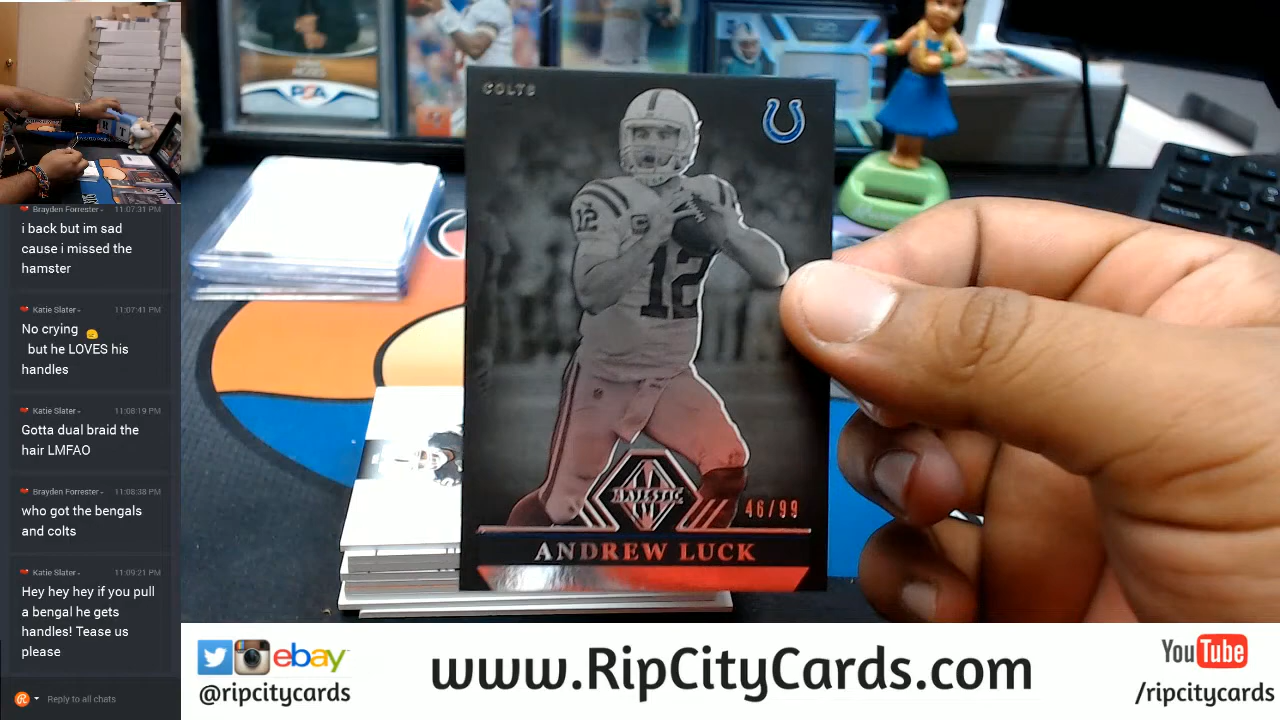 Brayden Forrester - 11:07:31 PM
i back but im sad
cause i missed the
hamster
Katie Slater - 11:07:41 PM
No crying
but he LOVES his
handles
Katie Slater - 11:08:19 PM
Gotta dual braid the
hair LMFAO
Brayden Forrester - 11:08:38 PM
who got the bengals
and colts
Katie Slater - 11:09:21 PM
Hey hey hey if you pull
a bengal he gets
handles! Tease us
please
Reply to all chats
PSA
COLTS
12
12
MAJESTIC
46/99
ANDREW LUCK
ebay
@ripcitycards
www.RipCityCards.com
YouTube
/ripcitycards